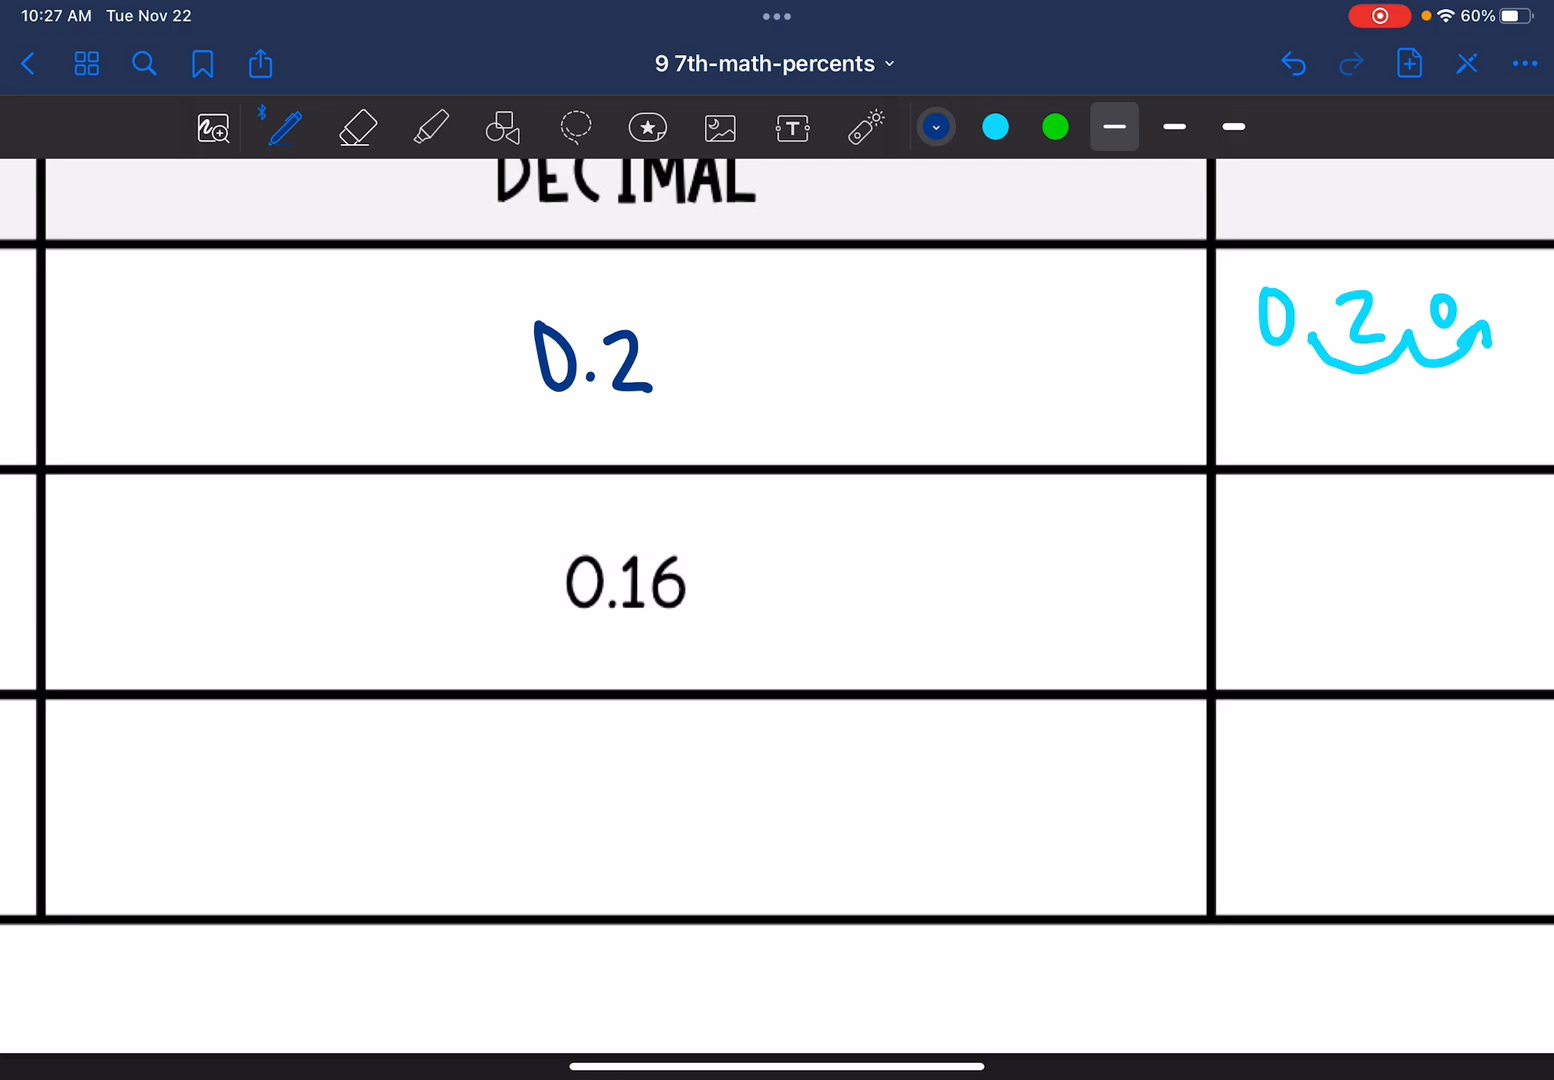 10:27 AM Tue Nov 22
60%
9 7th-math-percents
T
DECIMAL
0.2
0.20
0.16